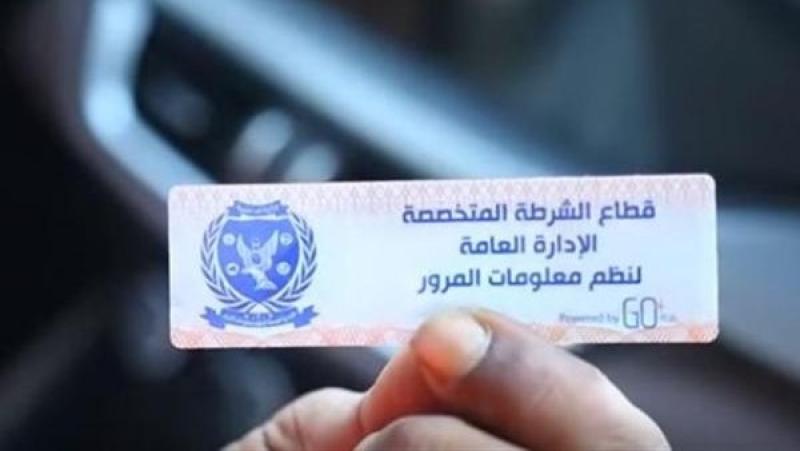 قطاع الشرطة المتخصصة
الإدارة العامة
لنظم معلومات المرور
Powered by GO+